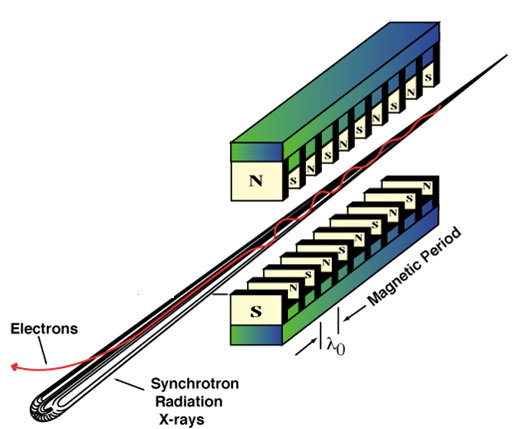 N S N S N S N S N S
S N S N S N S N S N
Magnetic Period
λ0
Electrons
Synchrotron
Radiation
X-rays